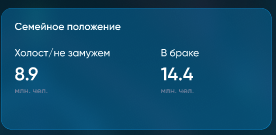 Семейное положение
Холост/не замужем В браке
8.9 14.4
млн. чел. млн. чел.